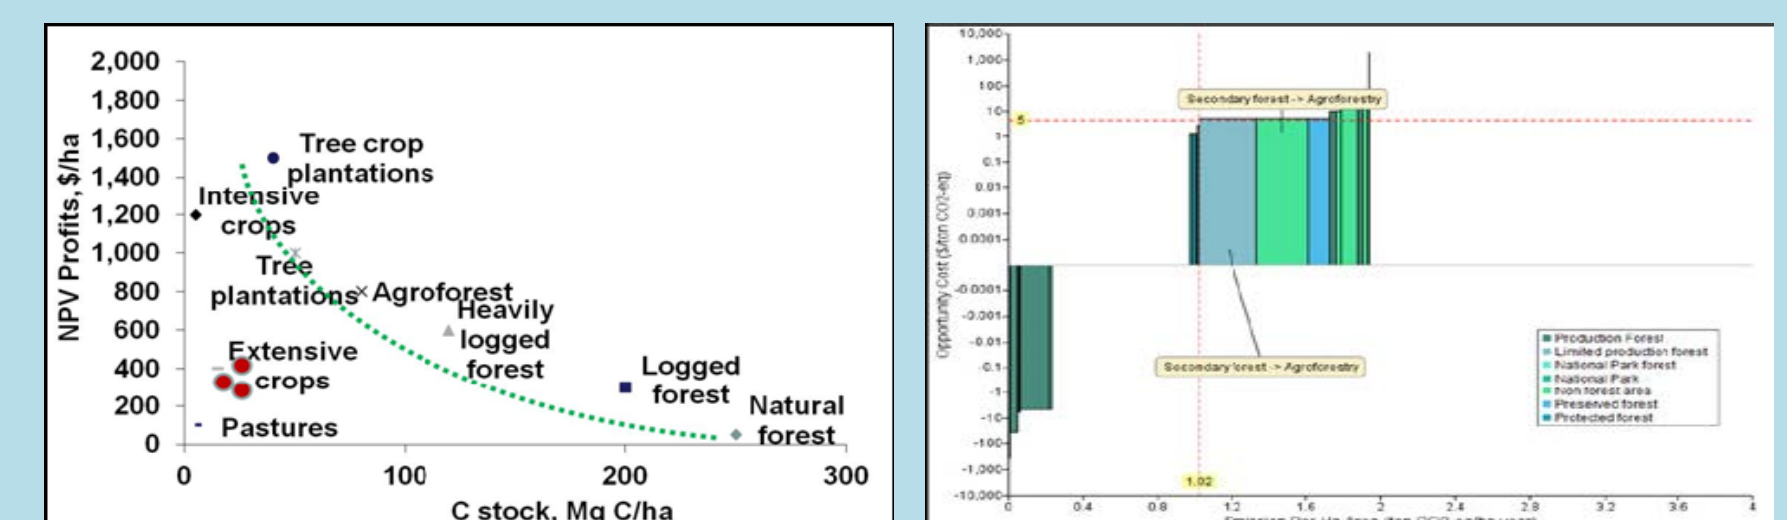 2,000
1,800
1,600
1,400
1,200
1,000
800
600
400
200
0
NPV Profits, $/ha
Tree crop
plantations
Intensive
crops
Tree
plantations
Agroforest
Heavily
logged
forest
Extensive
crops
Logged
forest
Natural
forest
Pastures
0 100 200 300
C stock, Mg C/ha
10,000
1,000
100
10
1
0.1
0.01
0.001
0.0001
-0.0001
-0.001
-0.01
-0.1
-1
-10
-100
-1,000
-10,000
Opportunity Cost ($/ton CO2-eq)
5
Secondary forest -> Agroforestry
Secondary forest -> Agroforestry
Production Forest
Limited production forest
National Park forest
National Park
Non forest area
Preserved forest
Protected forest
1.02
0 0.4 0.8 1.2 1.6 2 2.4 2.8 3.2 3.6 4